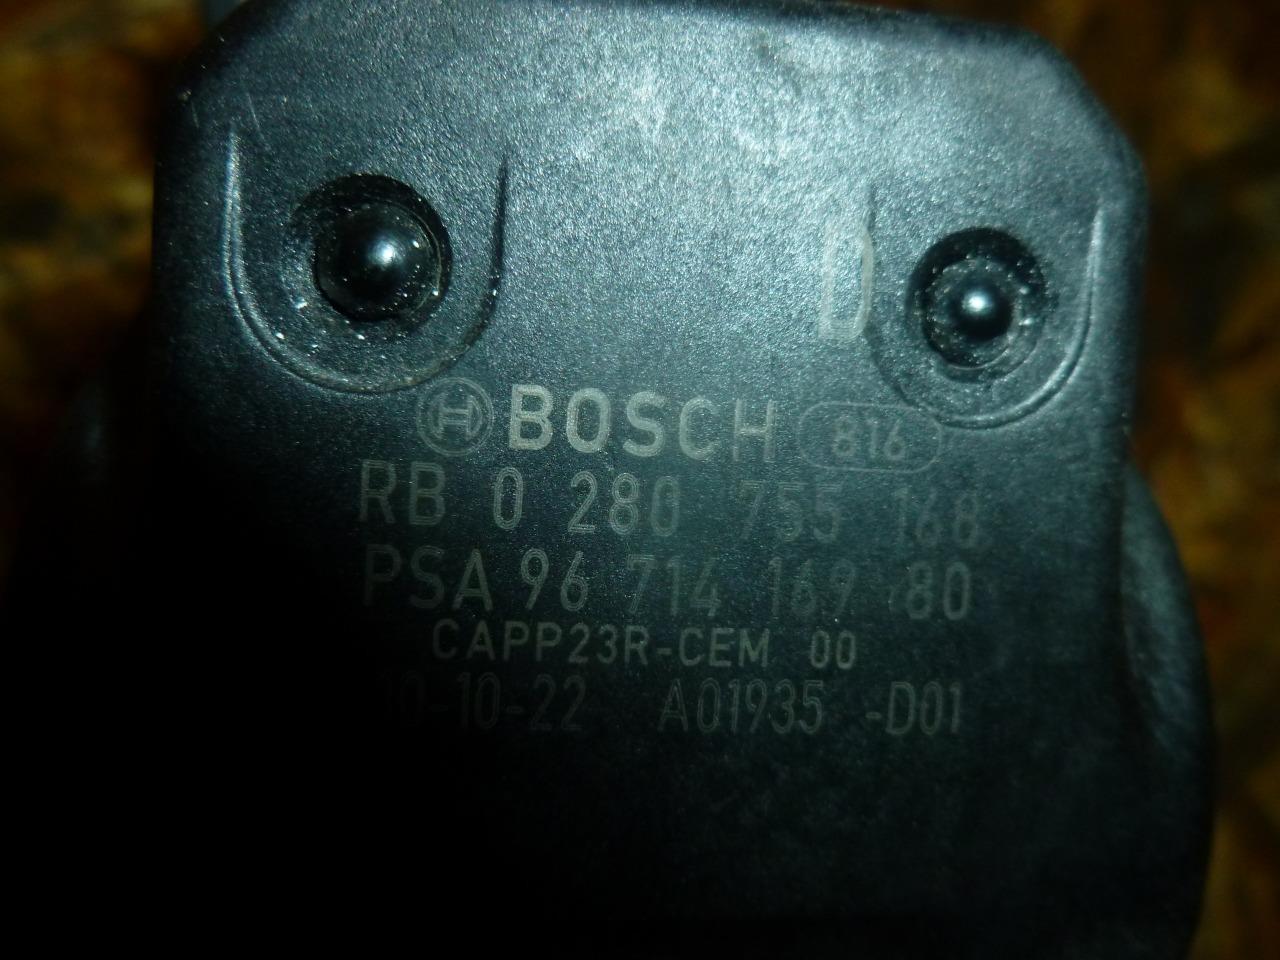 D
BOSCH 816
RB 0 280 755 168
PSA 96 714 169 80
CAPP23R-CEM 00
10-10-22 A01935 -D01